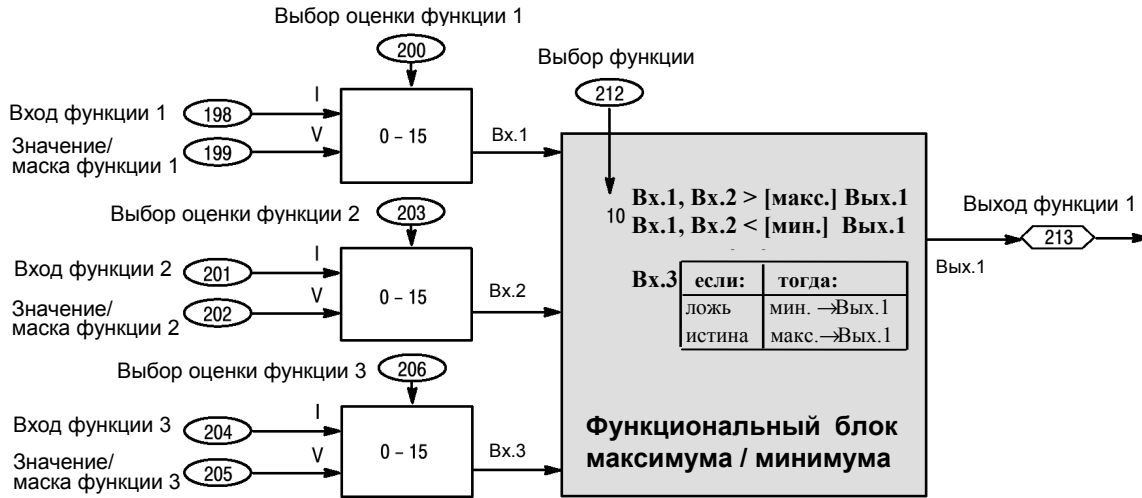 Выбор оценки функции 1
200
Выбор функции
212
Вход функции 1
198
I
Значение/
маска функции 1
199
V
0 – 15
Вх.1
Вх.1, Вх.2 > [макс.] Вых.1
10
Вх.1, Вх.2 < [мин.] Вых.1
Выход функции 1
213
Вых.1
Выбор оценки функции 2
203
Вход функции 2
201
I
Значение/
маска функции 2
202
V
0 – 15
Вх.2
Вх.3
если: тогда:
ложь мин. →Вых.1
истина макс.→Вых.1
Выбор оценки функции 3
206
Вход функции 3
204
I
Значение/
маска функции 3
205
V
0 – 15
Вх.3
Функциональный блок
максимума / минимума